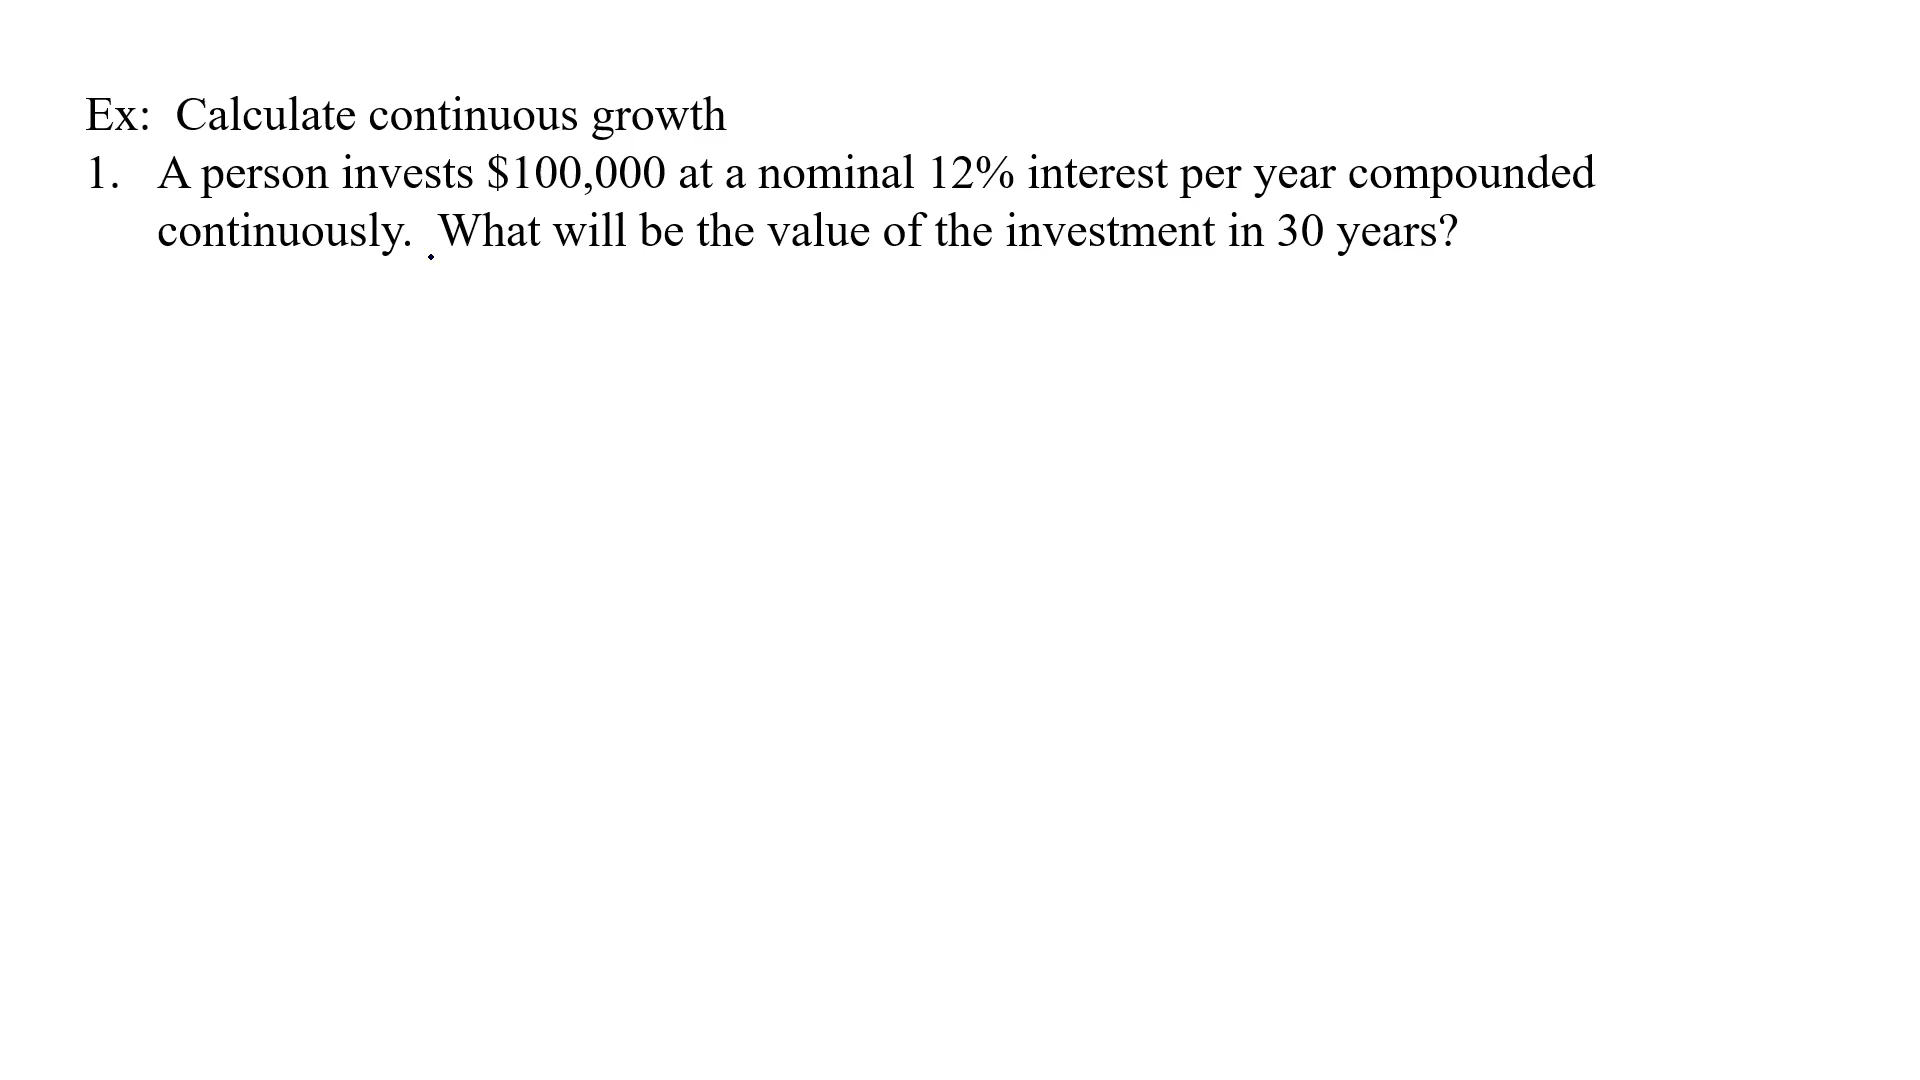 Ex:  Calculate continuous growth
1.   A person invests $100,000 at a nominal 12% interest per year compounded
continuously.  What will be the value of the investment in 30 years?